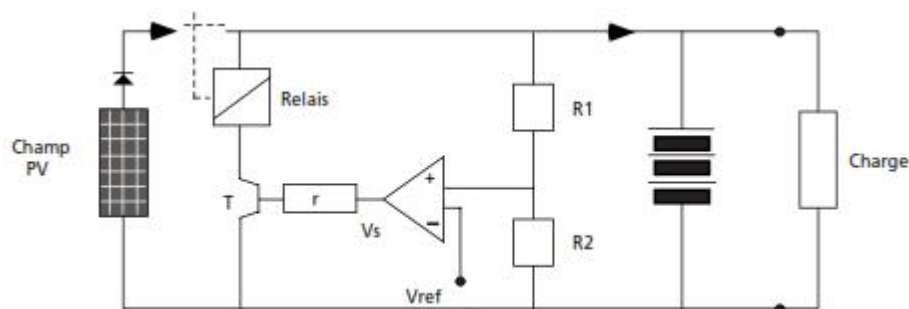 Champ
PV
Relais
T
r
Vs
+
−
Vref
R1
R2
Charge